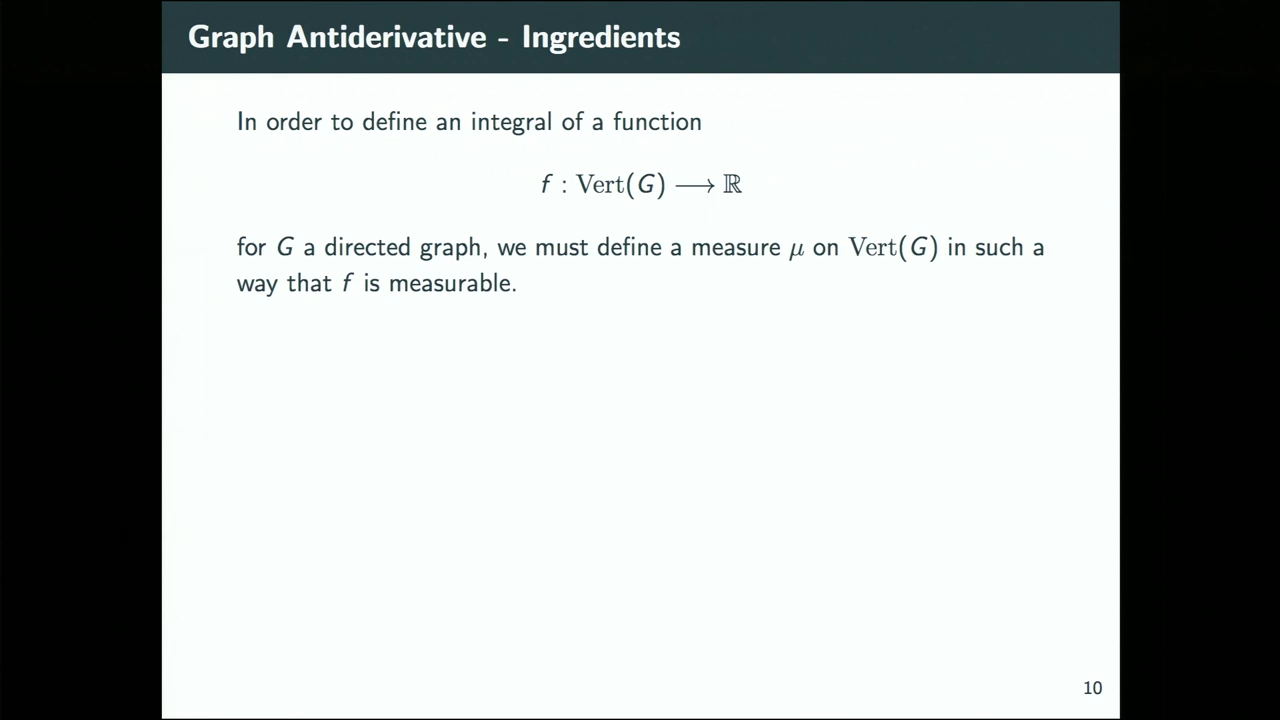 Graph Antiderivative - Ingredients
In order to define an integral of a function
f : Vert(G) ⟶ ℝ
for G a directed graph, we must define a measure μ on Vert(G) in such a
way that f is measurable.
10